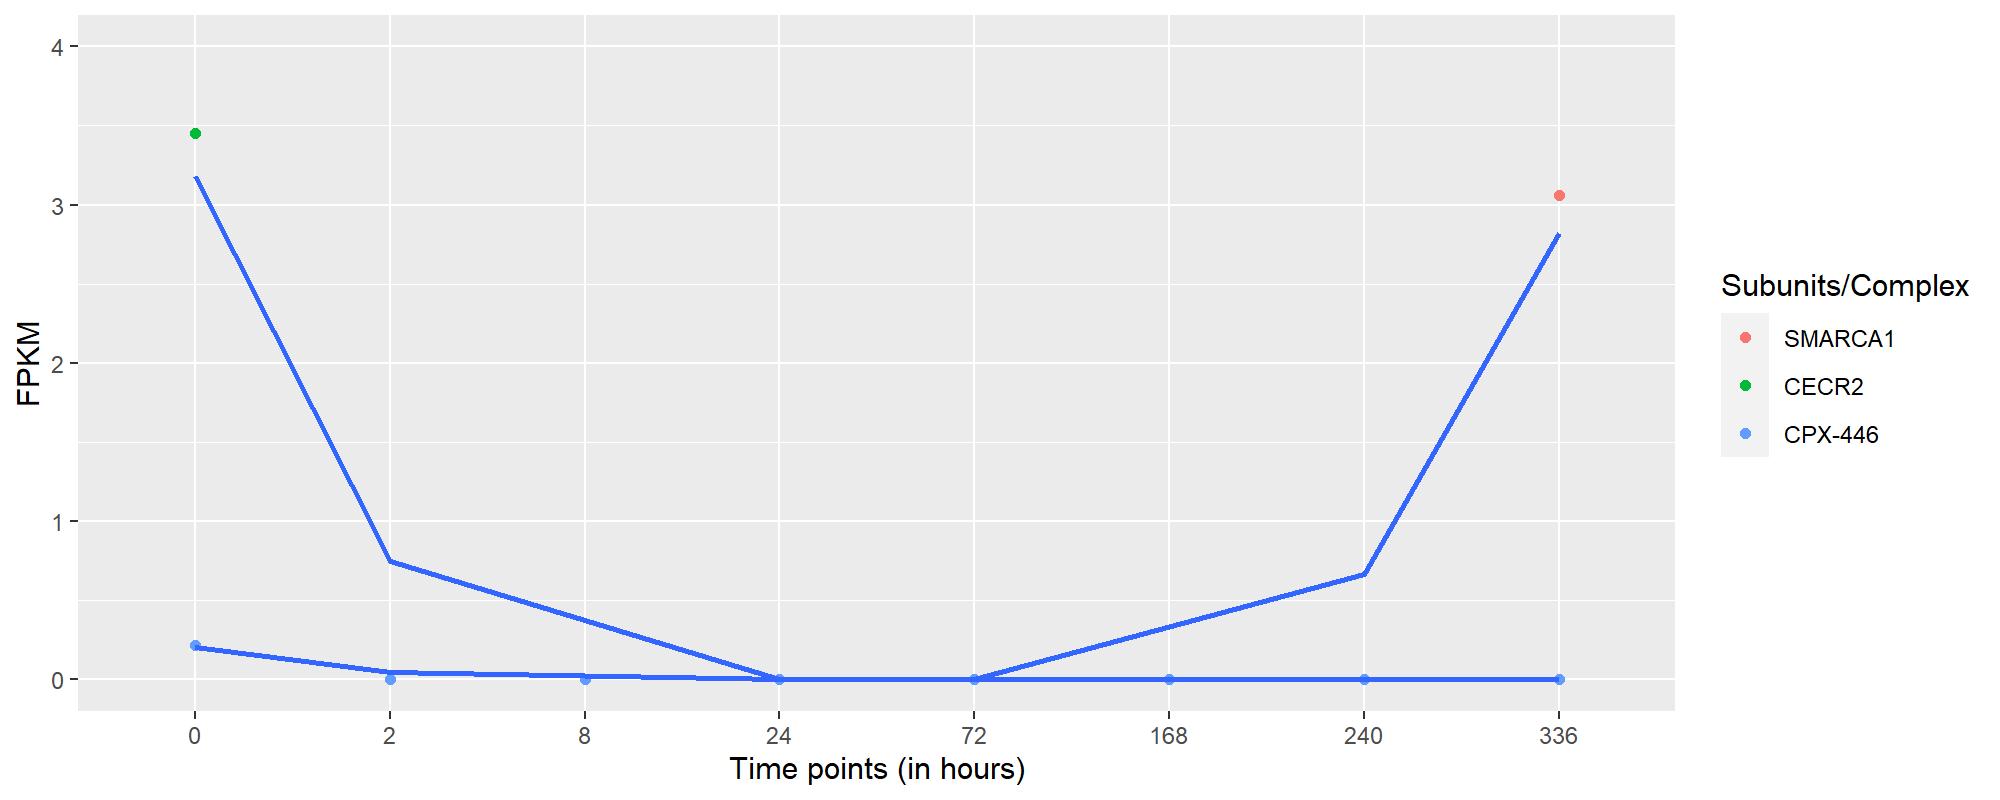 4
3
2
1
0
FPKM
0 2 8 24 72 168 240 336
Time points (in hours)
Subunits/Complex
SMARCA1
CECR2
CPX-446